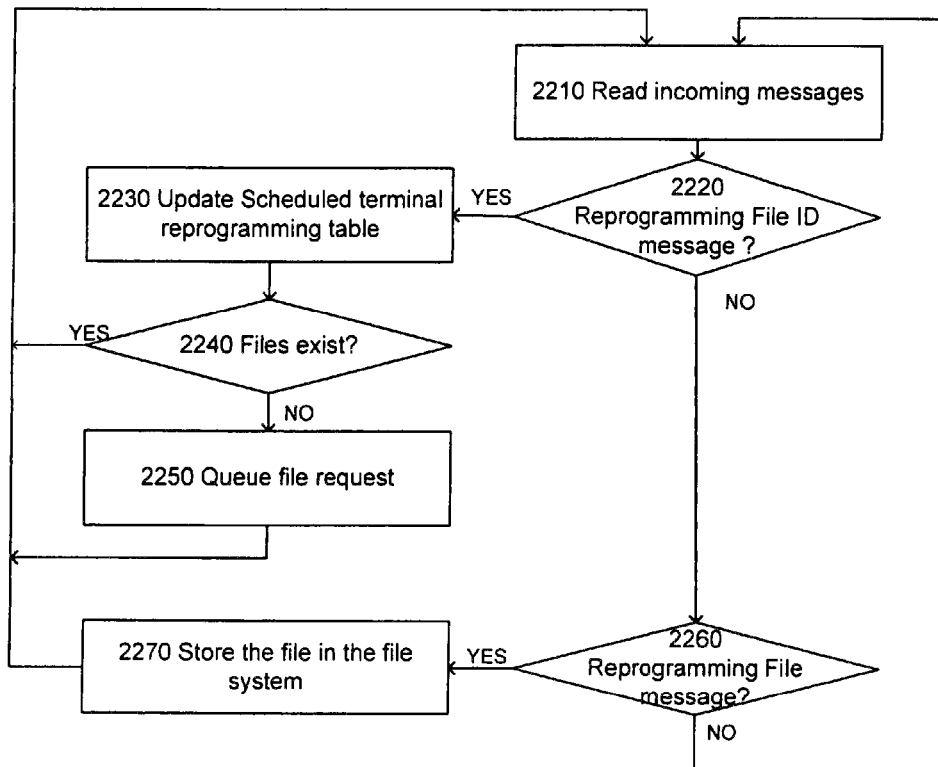 2210 Read incoming messages
2220
Reprogramming File ID
message ?
YES
NO
2230 Update Scheduled terminal
reprogramming table
YES
2240 Files exist?
NO
2250 Queue file request
2260
Reprogramming File
message?
YES
NO
2270 Store the file in the file
system